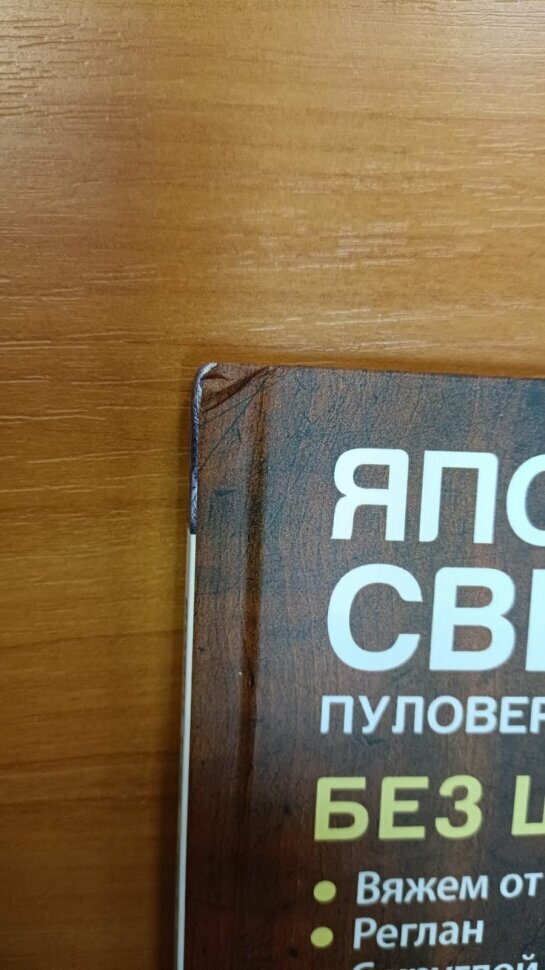 ЯПО
СВ
ПУЛОВЕР
БЕЗ Ш
• Вяжем от
• Реглан